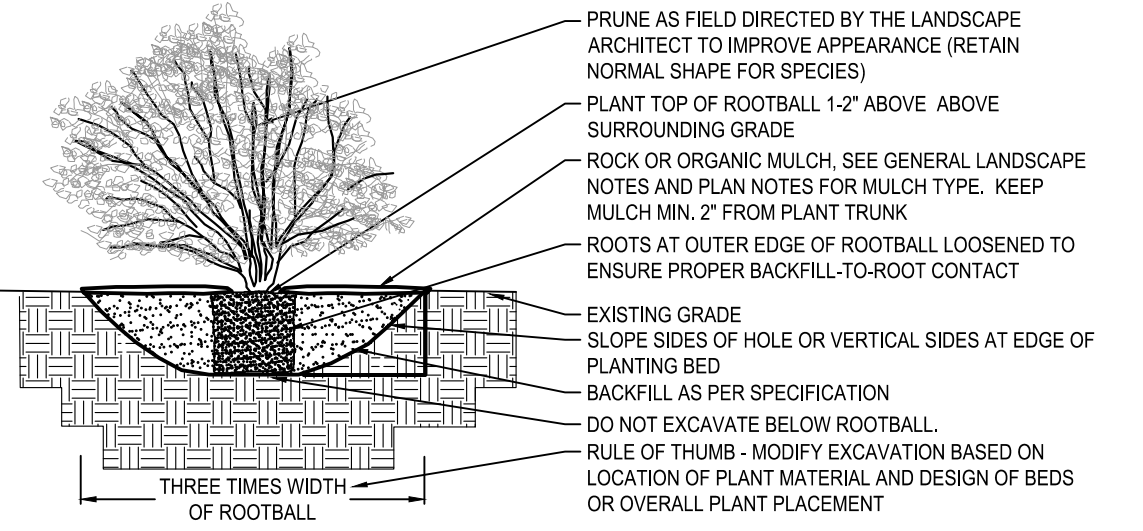 PRUNE AS FIELD DIRECTED BY THE LANDSCAPE
ARCHITECT TO IMPROVE APPEARANCE (RETAIN
NORMAL SHAPE FOR SPECIES)
PLANT TOP OF ROOTBALL 1-2" ABOVE ABOVE
SURROUNDING GRADE
ROCK OR ORGANIC MULCH, SEE GENERAL LANDSCAPE
NOTES AND PLAN NOTES FOR MULCH TYPE. KEEP
MULCH MIN. 2" FROM PLANT TRUNK
ROOTS AT OUTER EDGE OF ROOTBALL LOOSENED TO
ENSURE PROPER BACKFILL-TO-ROOT CONTACT
EXISTING GRADE
SLOPE SIDES OF HOLE OR VERTICAL SIDES AT EDGE OF
PLANTING BED
BACKFILL AS PER SPECIFICATION
DO NOT EXCAVATE BELOW ROOTBALL.
RULE OF THUMB - MODIFY EXCAVATION BASED ON
LOCATION OF PLANT MATERIAL AND DESIGN OF BEDS
OR OVERALL PLANT PLACEMENT
THREE TIMES WIDTH
OF ROOTBALL